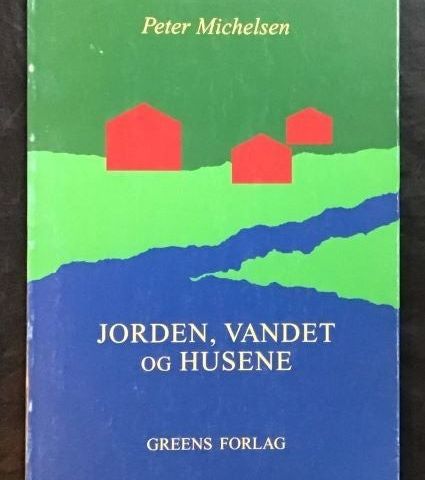 Peter Michelsen
JORDEN, VANDET
OG HUSENE
GREENS FORLAG